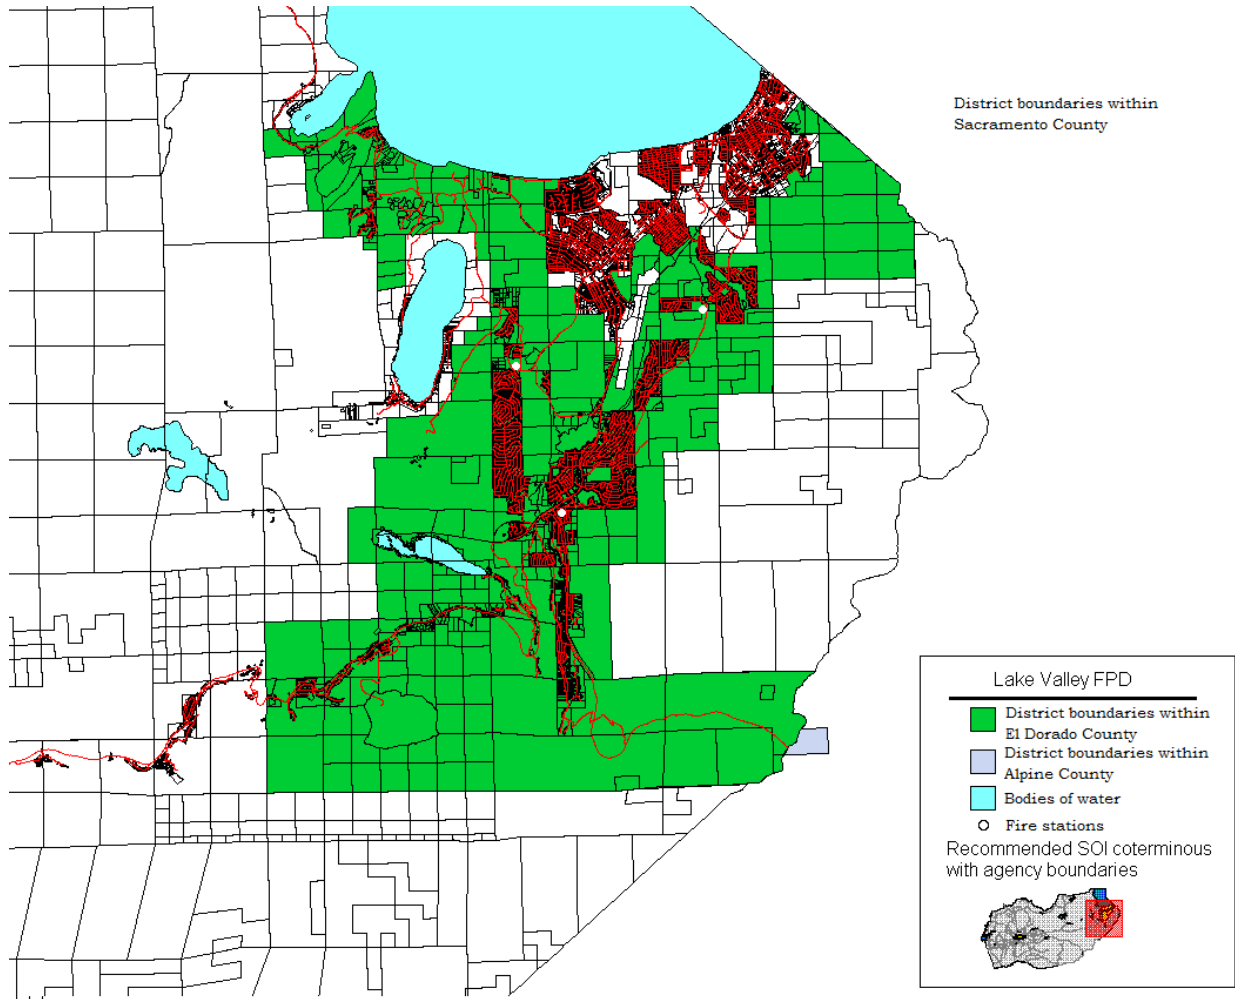 District boundaries within
Sacramento County
Lake Valley FPD
District boundaries within
El Dorado County
District boundaries within
Alpine County
Bodies of water
Fire stations
Recommended SOI coterminous
with agency boundaries